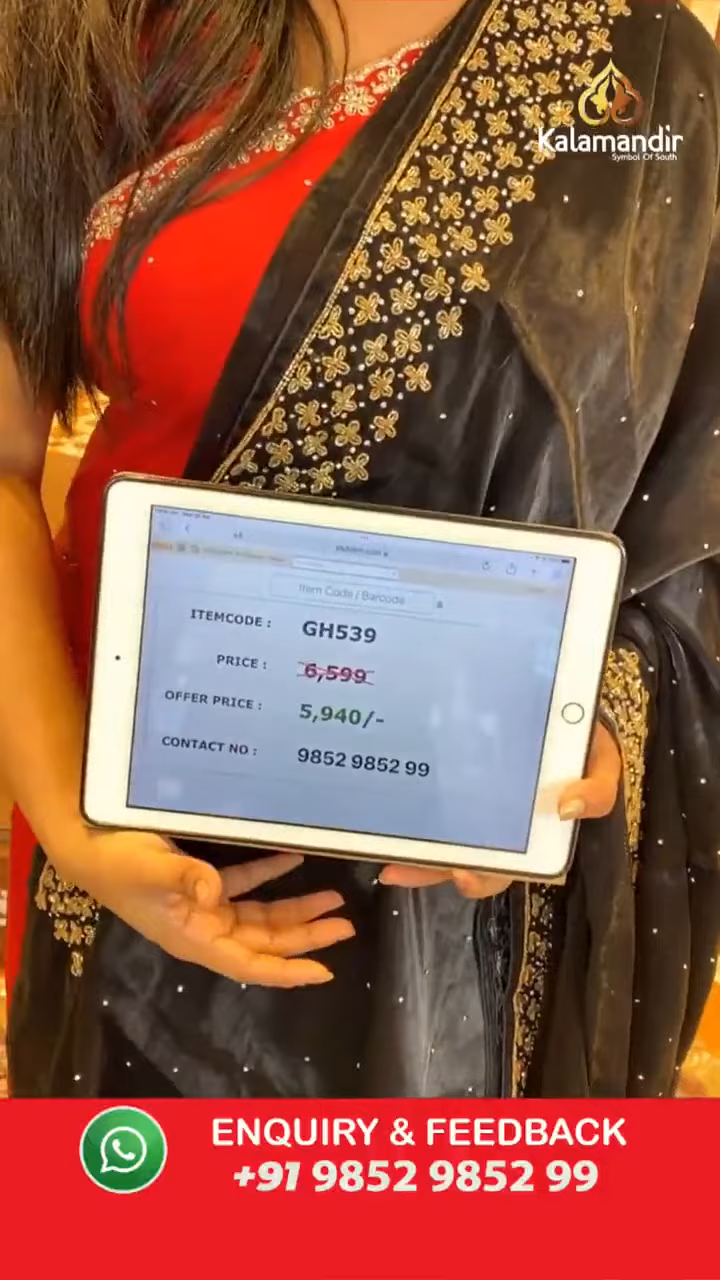 Kalamandir
Symbol Of South
Item Code / Barcode
ITEMCODE : GH539
PRICE : 6,599
OFFER PRICE : 5,940/-
CONTACT NO : 9852 9852 99
ENQUIRY & FEEDBACK
+91 9852 9852 99